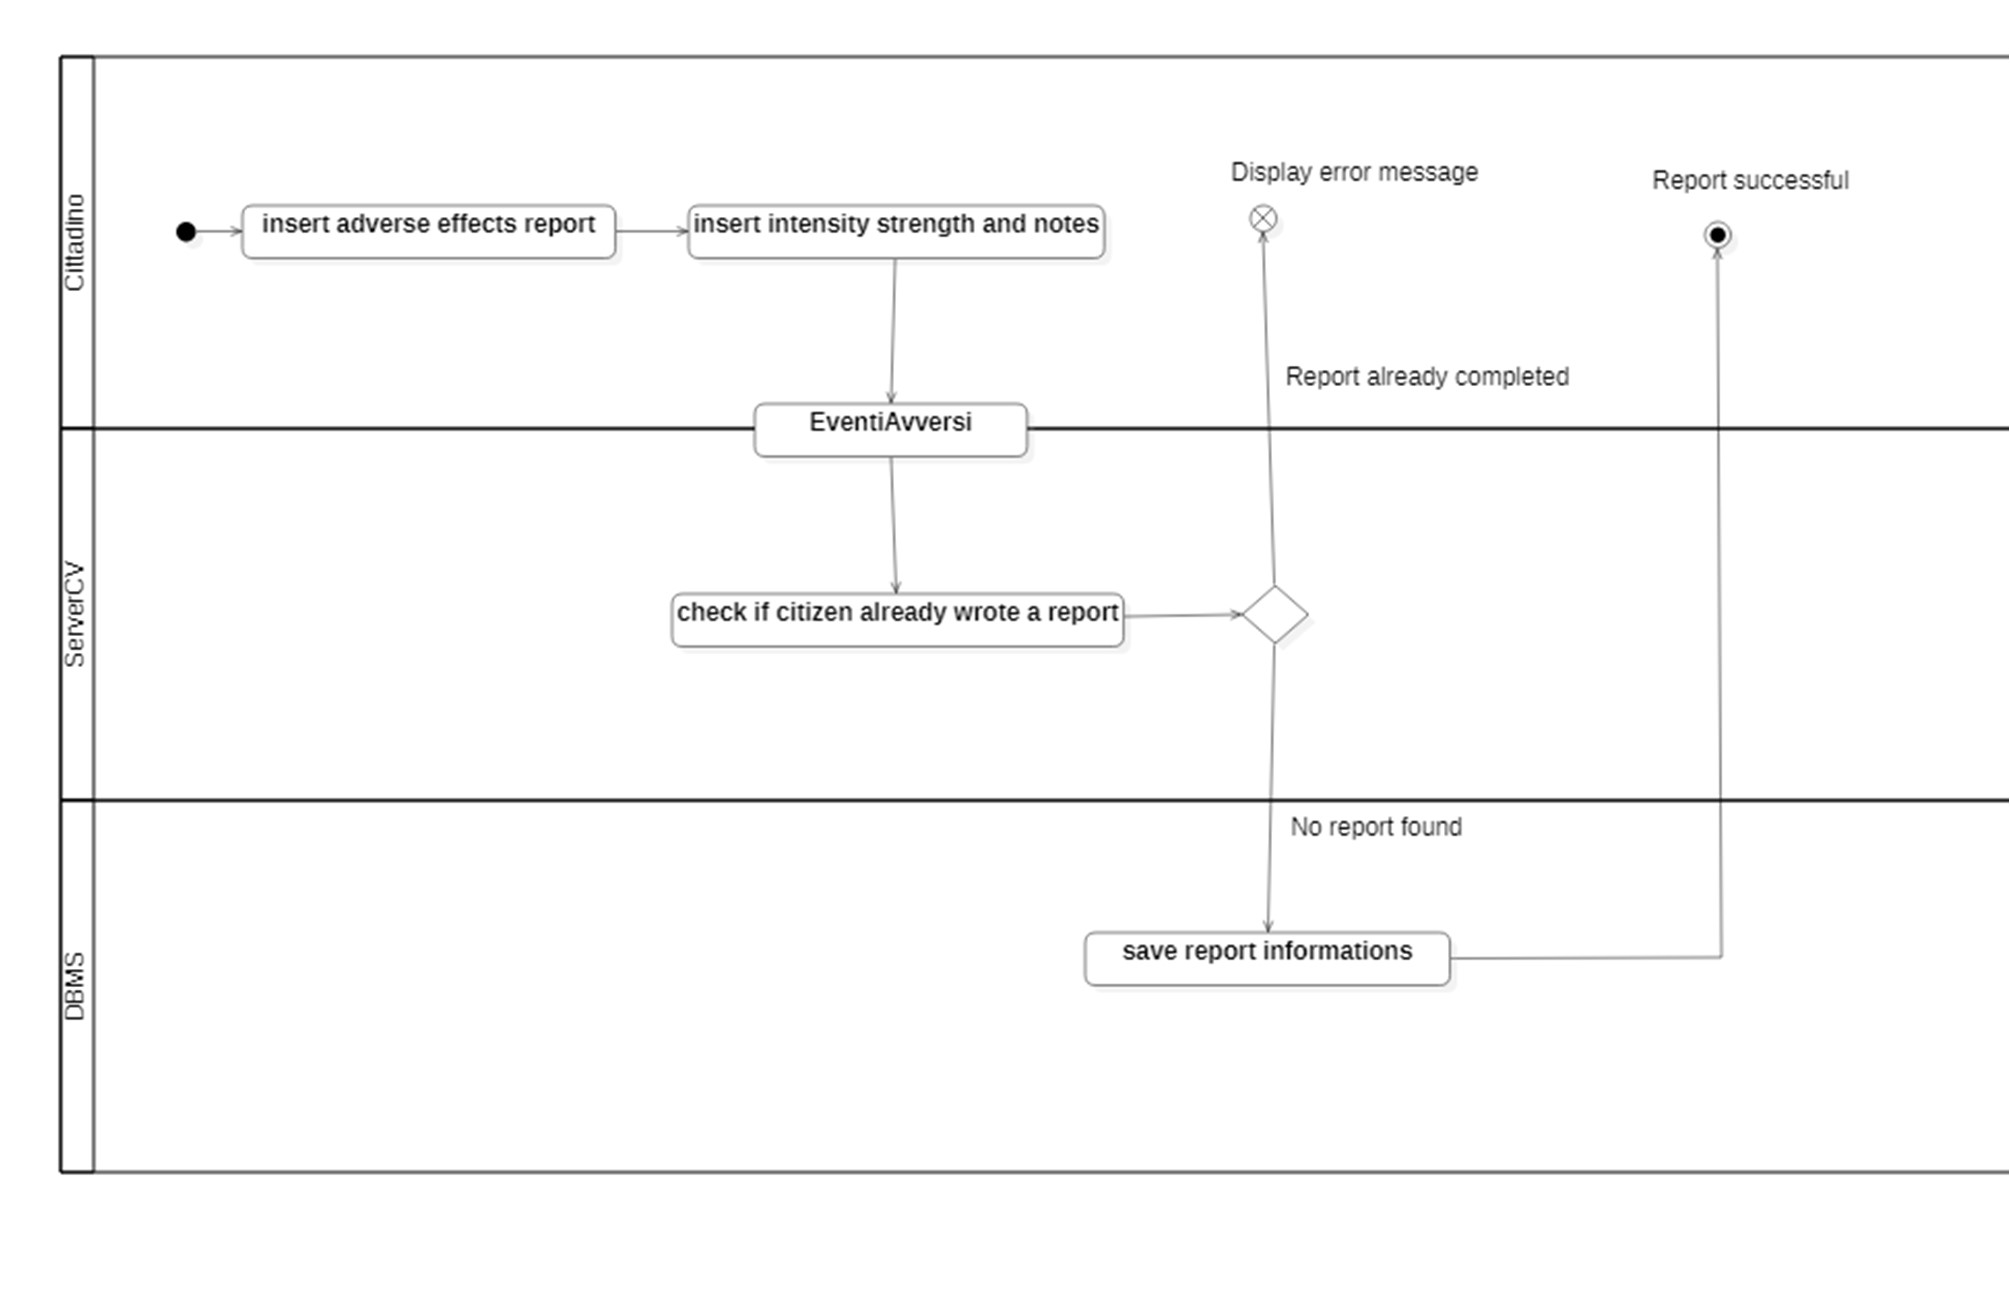 Cittadino
insert adverse effects report
insert intensity strength and notes
Display error message
Report successful
Report already completed
EventiAvversi
ServerCV
check if citizen already wrote a report
No report found
DBMS
save report informations